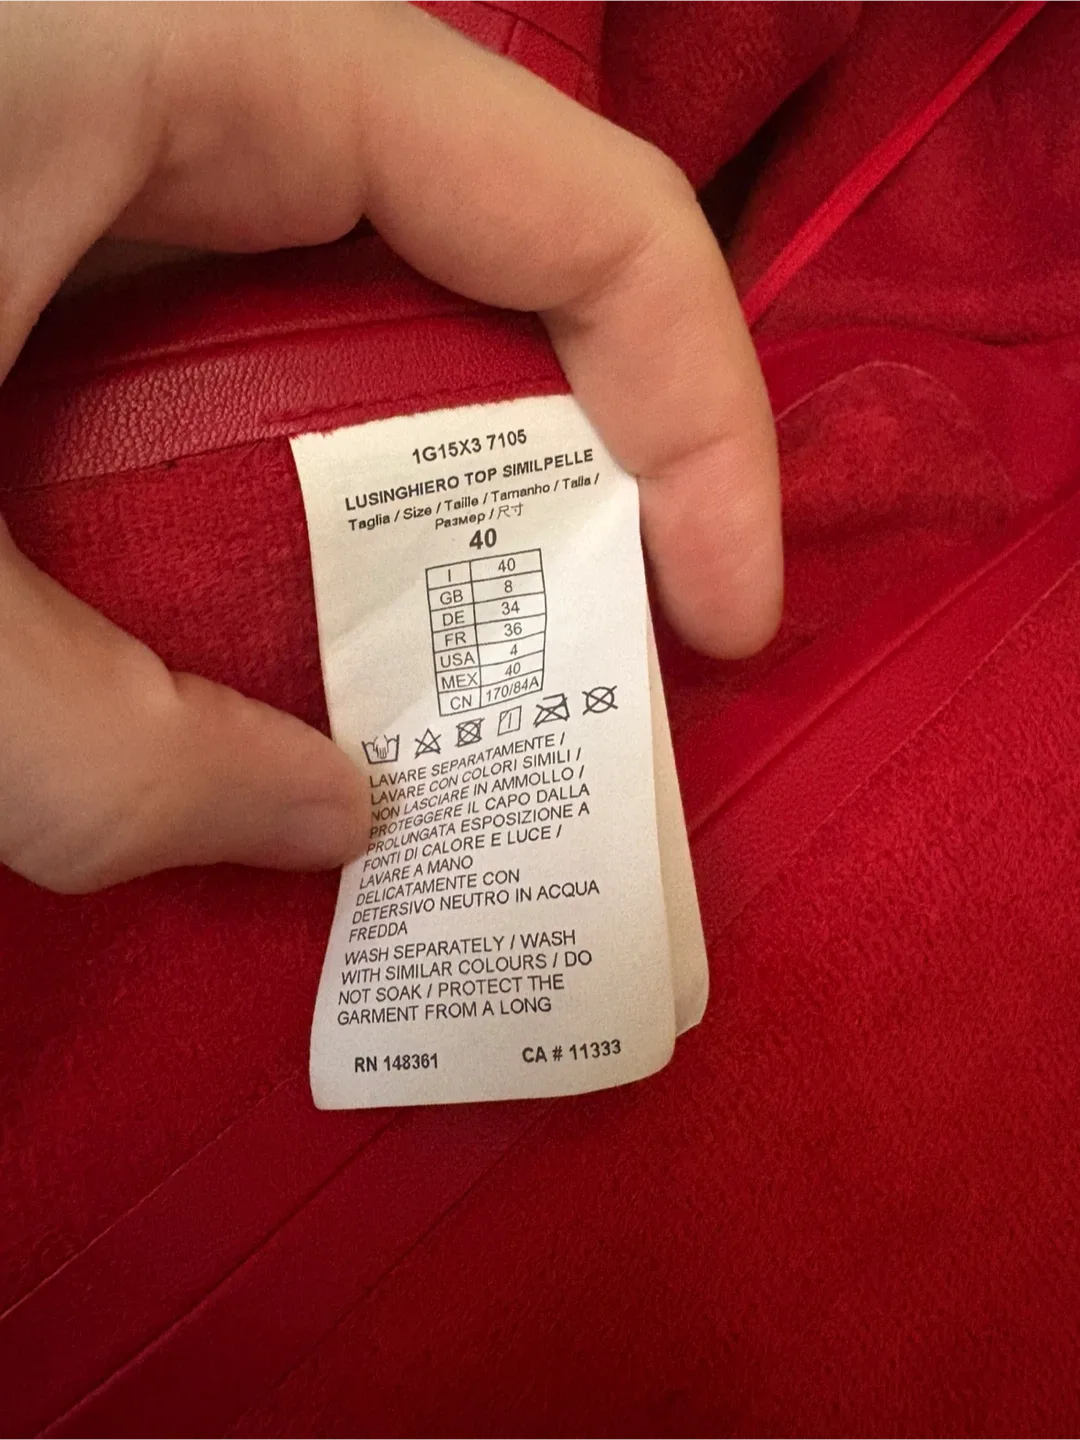 1G15X3 7105
LUSINGHIERO TOP SIMILPELLE
Taglia / Size / Taille / Tamanho / Talla /
Размер / 尺寸
40
I 40
GB 8
DE 34
FR 36
USA 4
MEX 40
CN 170/84A
LAVARE SEPARATAMENTE /
LAVARE CON COLORI SIMILI /
NON LASCIARE IN AMMOLLO /
PROTEGGERE IL CAPO DALLA
PROLUNGATA ESPOSIZIONE A
FONTI DI CALORE E LUCE /
LAVARE A MANO
DELICATAMENTE CON
DETERSIVO NEUTRO IN ACQUA
FREDDA
WASH SEPARATELY / WASH
WITH SIMILAR COLOURS / DO
NOT SOAK / PROTECT THE
GARMENT FROM A LONG
RN 148361 CA # 11333